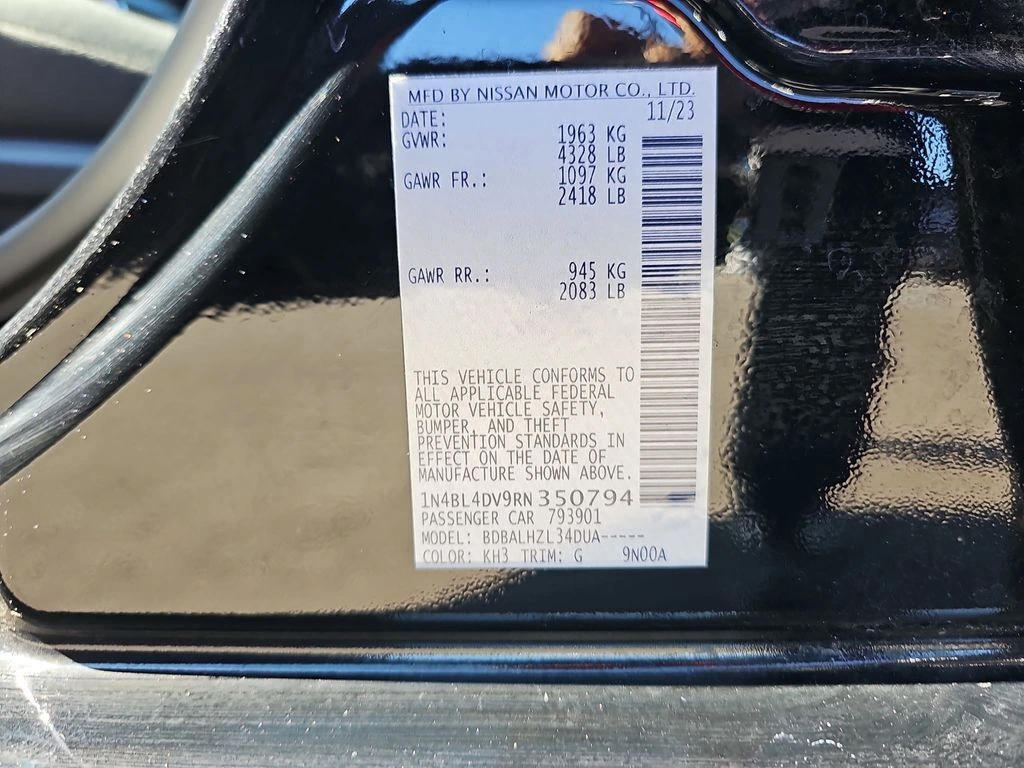 MFD BY NISSAN MOTOR CO., LTD.
DATE: 11/23
GVWR: 1963 KG
4328 LB
GAWR FR.: 1097 KG
2418 LB
GAWR RR.: 945 KG
2083 LB
THIS VEHICLE CONFORMS TO
ALL APPLICABLE FEDERAL
MOTOR VEHICLE SAFETY,
BUMPER, AND THEFT
PREVENTION STANDARDS IN
EFFECT ON THE DATE OF
MANUFACTURE SHOWN ABOVE.
1N4BL4DV9RN350794
PASSENGER CAR 793901
MODEL: BDBALHZL34DUA-----
COLOR: KH3 TRIM: G 9N00A